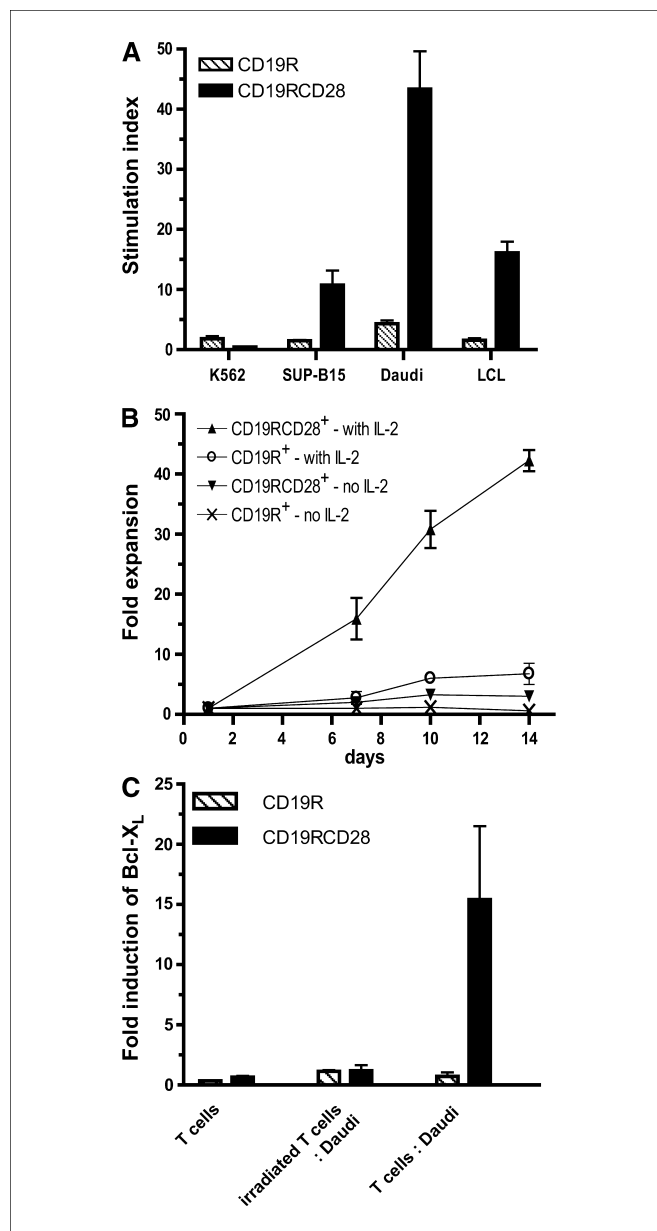 A
50
40
30
20
10
0
Stimulation index
CD19R
CD19RCD28
K562 SUP-B15 Daudi LCL
B
50
40
30
20
10
0
Fold expansion
CD19RCD28+ - with IL-2
CD19R+ - with IL-2
CD19RCD28+ - no IL-2
CD19R+ - no IL-2
0 2 4 6 8 10 12 14
days
C
25
20
15
10
5
0
Fold induction of Bcl-XL
CD19R
CD19RCD28
T cells
irradiated T cells
: Daudi
T cells : Daudi